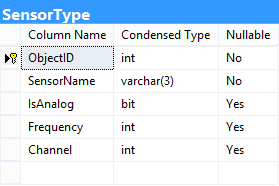 SensorType
Column Name Condensed Type Nullable
ObjectID int No
SensorName varchar(3) No
IsAnalog bit Yes
Frequency int Yes
Channel int Yes